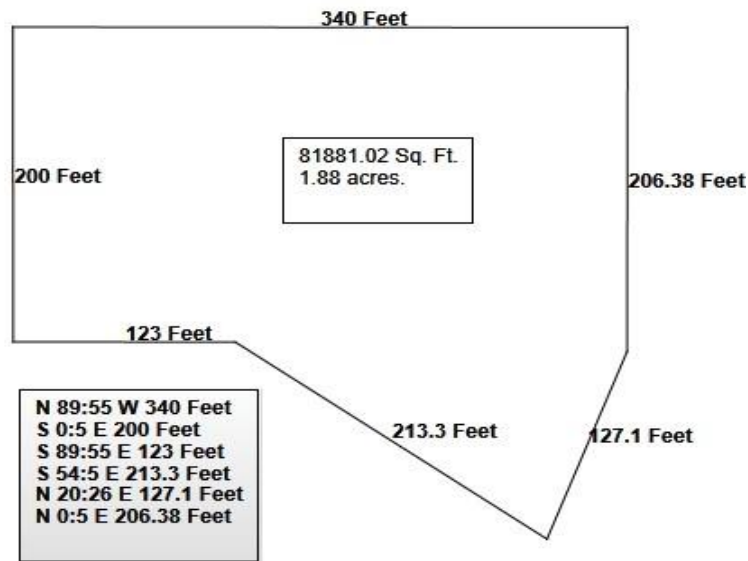 340 Feet
81881.02 Sq. Ft.
1.88 acres.
200 Feet
206.38 Feet
123 Feet
213.3 Feet
127.1 Feet
N 89:55 W 340 Feet
S 0:5 E 200 Feet
S 89:55 E 123 Feet
S 54:5 E 213.3 Feet
N 20:26 E 127.1 Feet
N 0:5 E 206.38 Feet